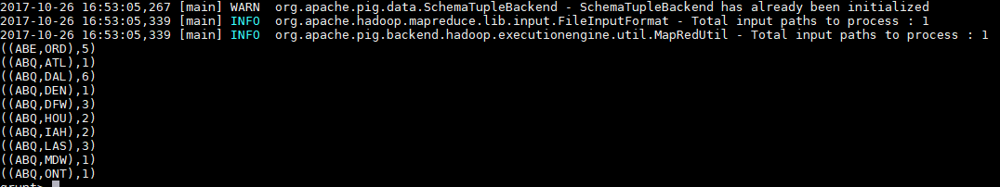 2017-10-26 16:53:05,267 [main] WARN  org.apache.pig.data.SchemaTupleBackend - SchemaTupleBackend has already been initialized
2017-10-26 16:53:05,339 [main] INFO  org.apache.hadoop.mapreduce.lib.input.FileInputFormat - Total input paths to process : 1
2017-10-26 16:53:05,339 [main] INFO  org.apache.pig.backend.hadoop.executionengine.util.MapRedUtil - Total input paths to process : 1
((ABE,ORD),5)
((ABQ,ATL),1)
((ABQ,DAL),6)
((ABQ,DEN),1)
((ABQ,DFW),3)
((ABQ,HOU),2)
((ABQ,IAH),2)
((ABQ,LAS),3)
((ABQ,MDW),1)
((ABQ,ONT),1)
grunt>